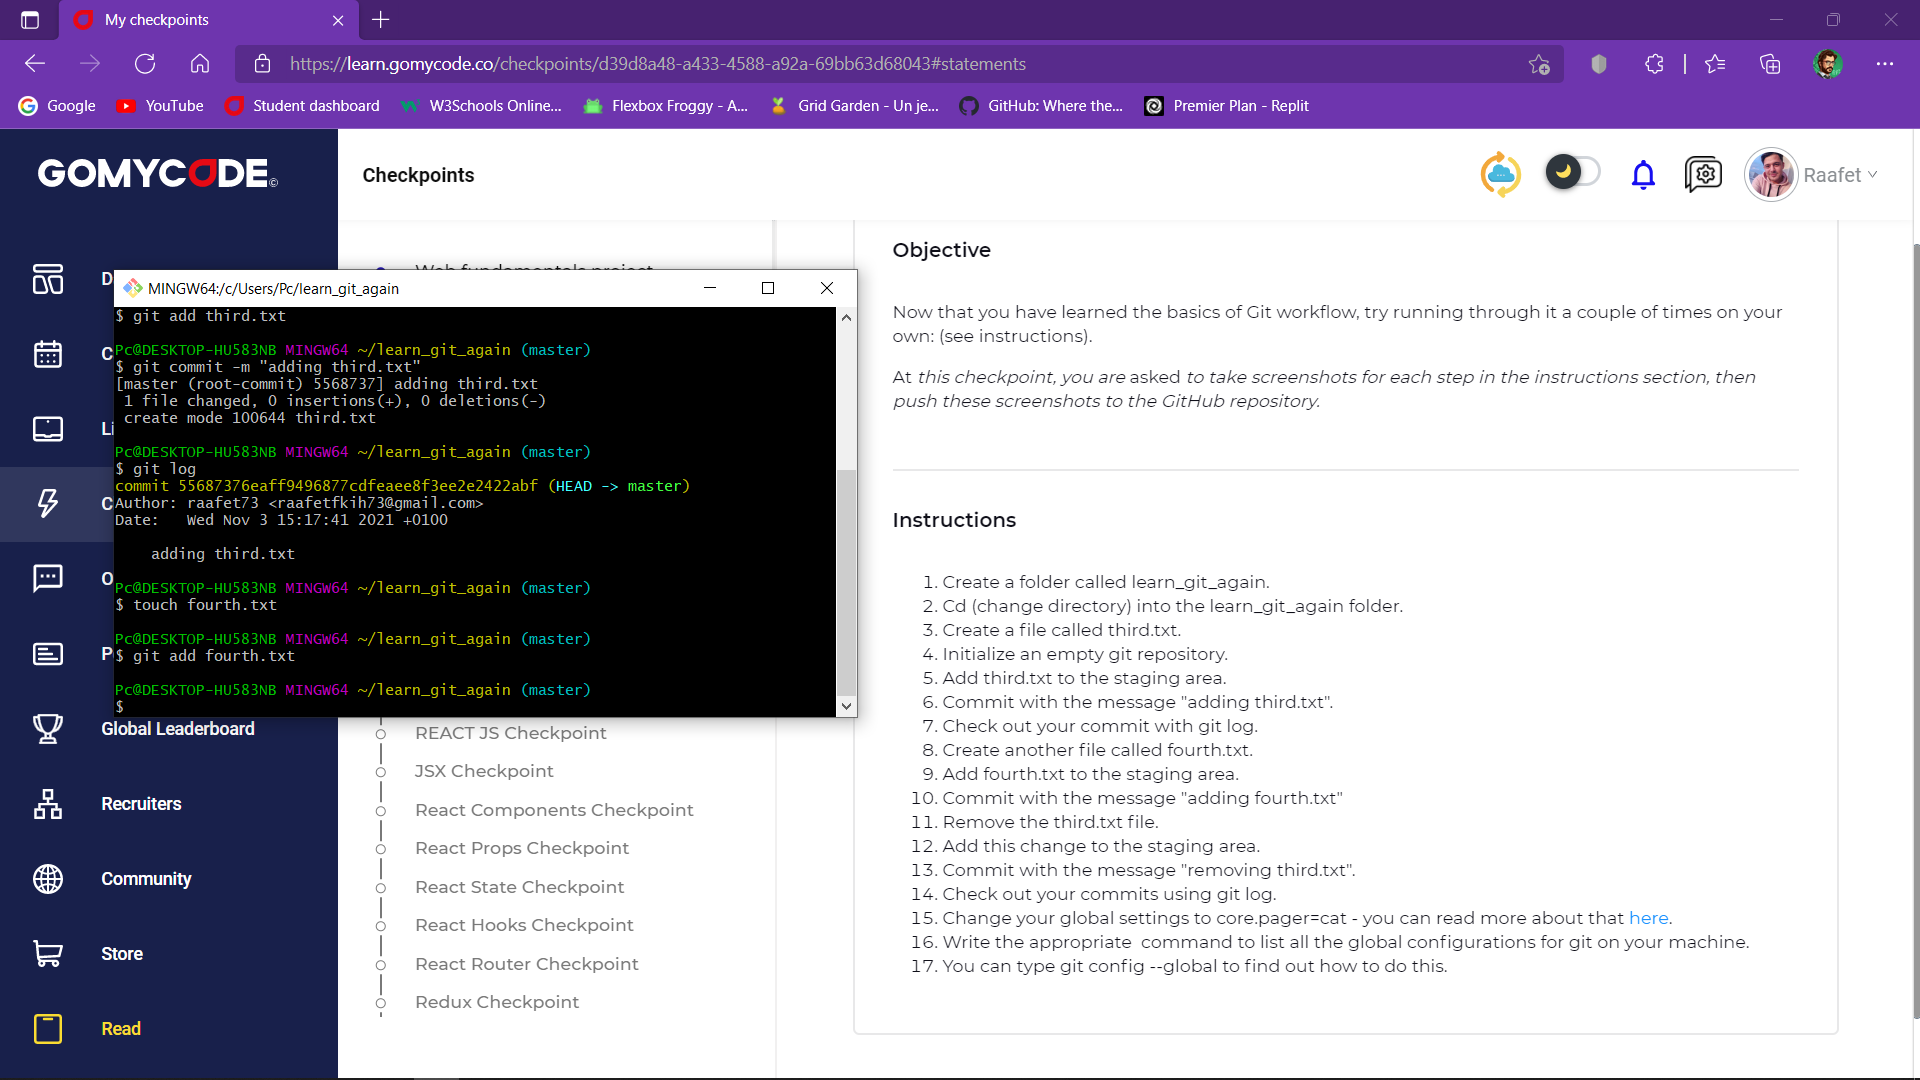 My checkpoints
https://learn.gomycode.co/checkpoints/d39d8a48-a433-4588-a92a-69bb63d68043#statements
Google
YouTube
Student dashboard
W3Schools Online...
Flexbox Froggy - A...
Grid Garden - Un je...
GitHub: Where the...
Premier Plan - Replit
GOMYCODE©
Checkpoints
Raafet
D
C
Li
C
O
P
Global Leaderboard
Recruiters
Community
Store
Read
Web fundamentals project
MINGW64:/c/Users/Pc/learn_git_again
$ git add third.txt
Pc@DESKTOP-HU583NB MINGW64 ~/learn_git_again (master)
$ git commit -m "adding third.txt"
[master (root-commit) 5568737] adding third.txt
1 file changed, 0 insertions(+), 0 deletions(-)
create mode 100644 third.txt
Pc@DESKTOP-HU583NB MINGW64 ~/learn_git_again (master)
$ git log
commit 55687376eaff9496877cdfeaee8f3ee2e2422abf (HEAD -> master)
Author: raafet73 <raafetfkih73@gmail.com>
Date:   Wed Nov 3 15:17:41 2021 +0100
adding third.txt
Pc@DESKTOP-HU583NB MINGW64 ~/learn_git_again (master)
$ touch fourth.txt
Pc@DESKTOP-HU583NB MINGW64 ~/learn_git_again (master)
$ git add fourth.txt
Pc@DESKTOP-HU583NB MINGW64 ~/learn_git_again (master)
$
REACT JS Checkpoint
JSX Checkpoint
React Components Checkpoint
React Props Checkpoint
React State Checkpoint
React Hooks Checkpoint
React Router Checkpoint
Redux Checkpoint
Objective
Now that you have learned the basics of Git workflow, try running through it a couple of times on your
own: (see instructions).
At this checkpoint, you are asked to take screenshots for each step in the instructions section, then
push these screenshots to the GitHub repository.
Instructions
1. Create a folder called learn_git_again.
2. Cd (change directory) into the learn_git_again folder.
3. Create a file called third.txt.
4. Initialize an empty git repository.
5. Add third.txt to the staging area.
6. Commit with the message "adding third.txt".
7. Check out your commit with git log.
8. Create another file called fourth.txt.
9. Add fourth.txt to the staging area.
10. Commit with the message "adding fourth.txt"
11. Remove the third.txt file.
12. Add this change to the staging area.
13. Commit with the message "removing third.txt".
14. Check out your commits using git log.
15. Change your global settings to core.pager=cat - you can read more about that here.
16. Write the appropriate  command to list all the global configurations for git on your machine.
17. You can type git config --global to find out how to do this.